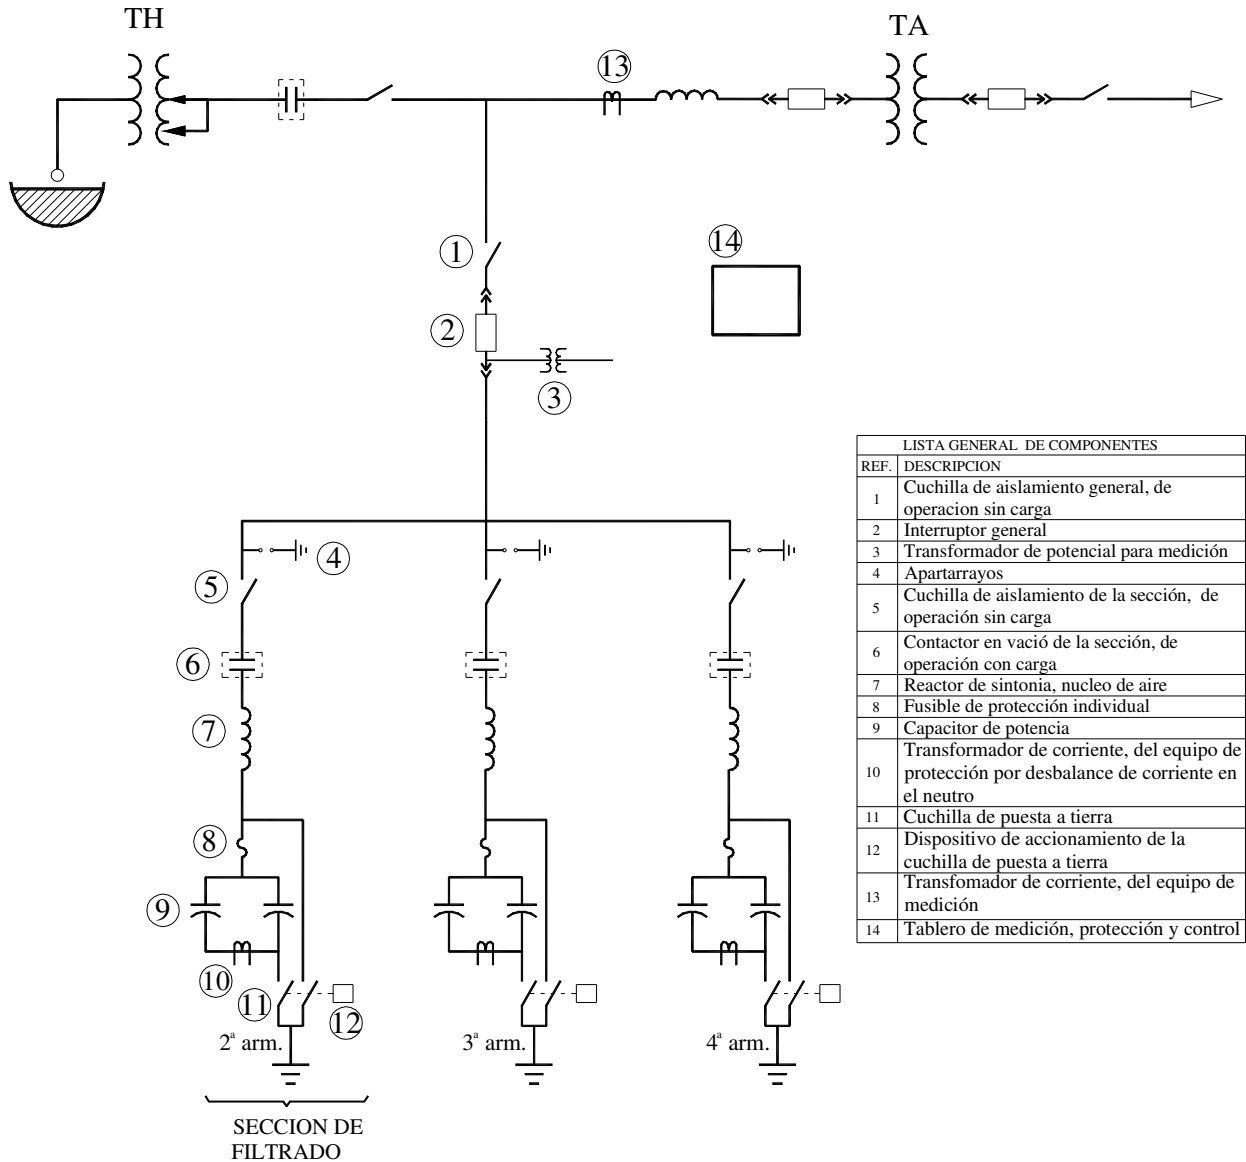 TH
TA
13
1
14
2
3
4
5
6
7
8
9
10
11
12
2ª arm.
3ª arm.
4ª arm.
SECCION DE
FILTRADO
LISTA GENERAL DE COMPONENTES
REF. DESCRIPCION
1 Cuchilla de aislamiento general, de
operacion sin carga
2 Interruptor general
3 Transformador de potencial para medición
4 Apartarrayos
5 Cuchilla de aislamiento de la sección, de
operación sin carga
6 Contactor en vació de la sección, de
operación con carga
7 Reactor de sintonia, nucleo de aire
8 Fusible de protección individual
9 Capacitor de potencia
10 Transformador de corriente, del equipo de
protección por desbalance de corriente en
el neutro
11 Cuchilla de puesta a tierra
12 Dispositivo de accionamiento de la
cuchilla de puesta a tierra
13 Transfomador de corriente, del equipo de
medición
14 Tablero de medición, protección y control